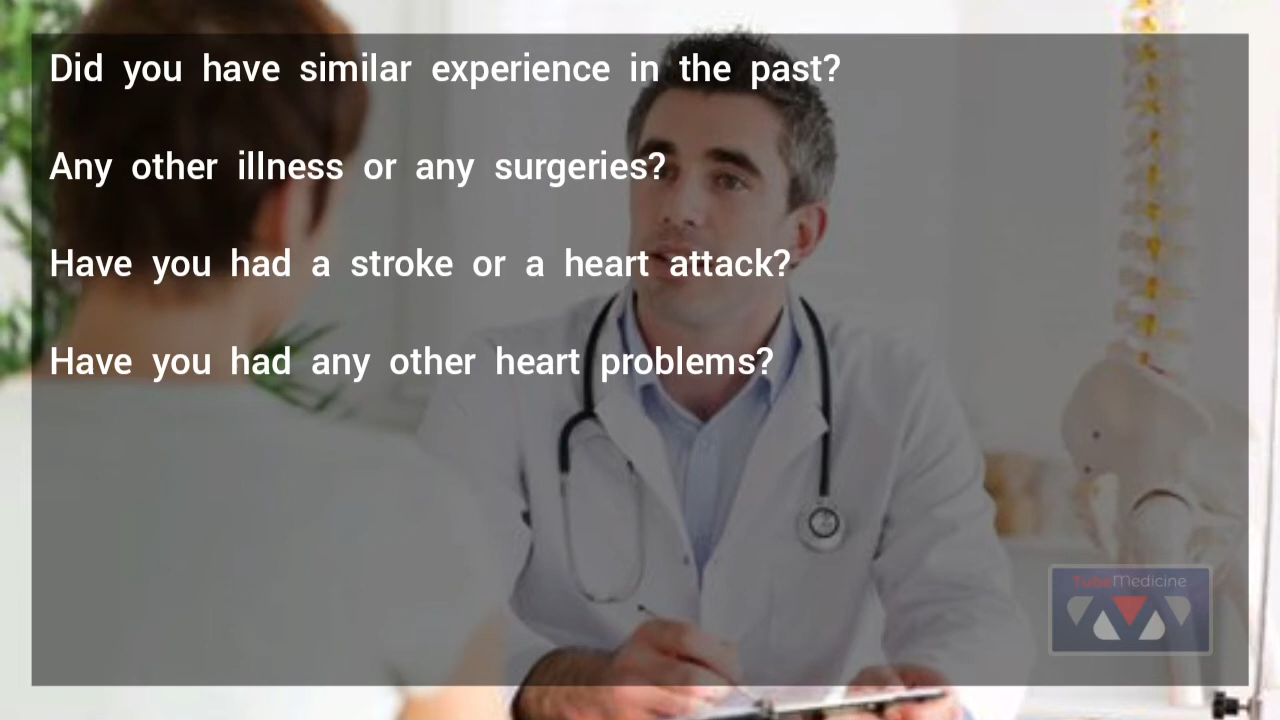 Did you have similar experience in the past?
Any other illness or any surgeries?
Have you had a stroke or a heart attack?
Have you had any other heart problems?
TubeMedicine